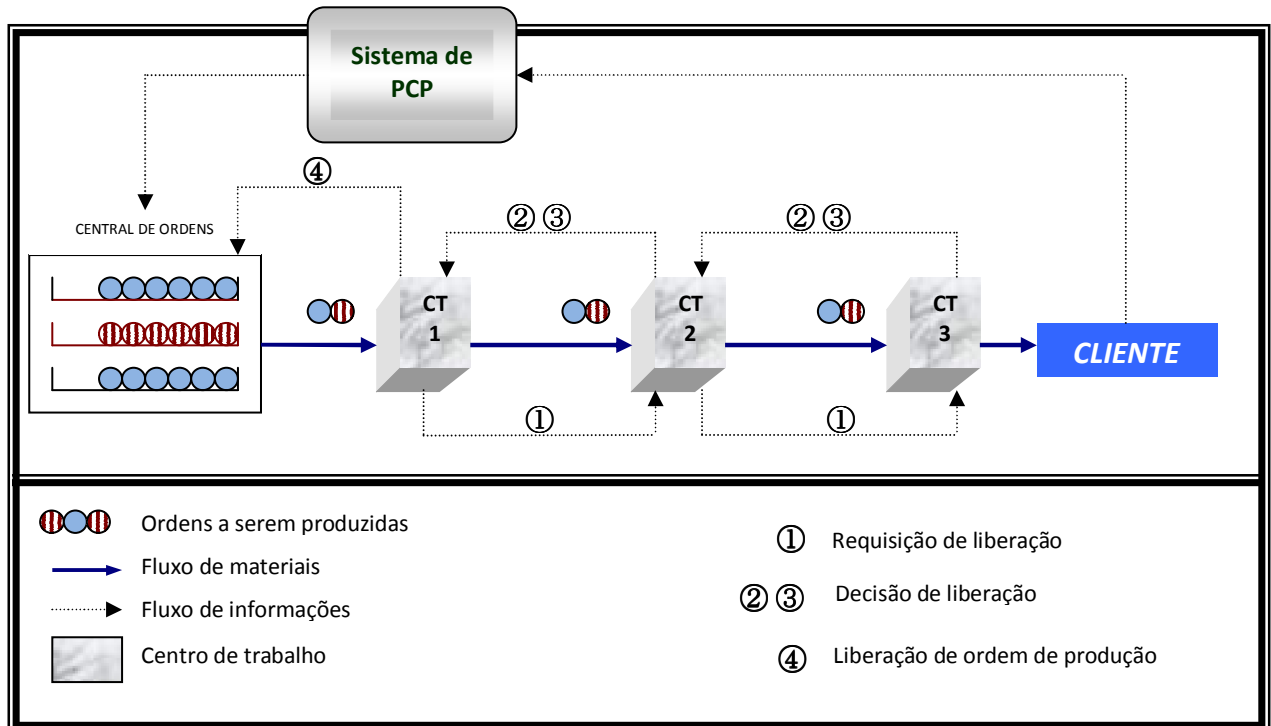 Sistema de
PCP
④
CENTRAL DE ORDENS
② ③
② ③
CT
1
CT
2
CT
3
CLIENTE
①
①
Ordens a serem produzidas
Fluxo de materiais
Fluxo de informações
Centro de trabalho
① Requisição de liberação
② ③ Decisão de liberação
④ Liberação de ordem de produção